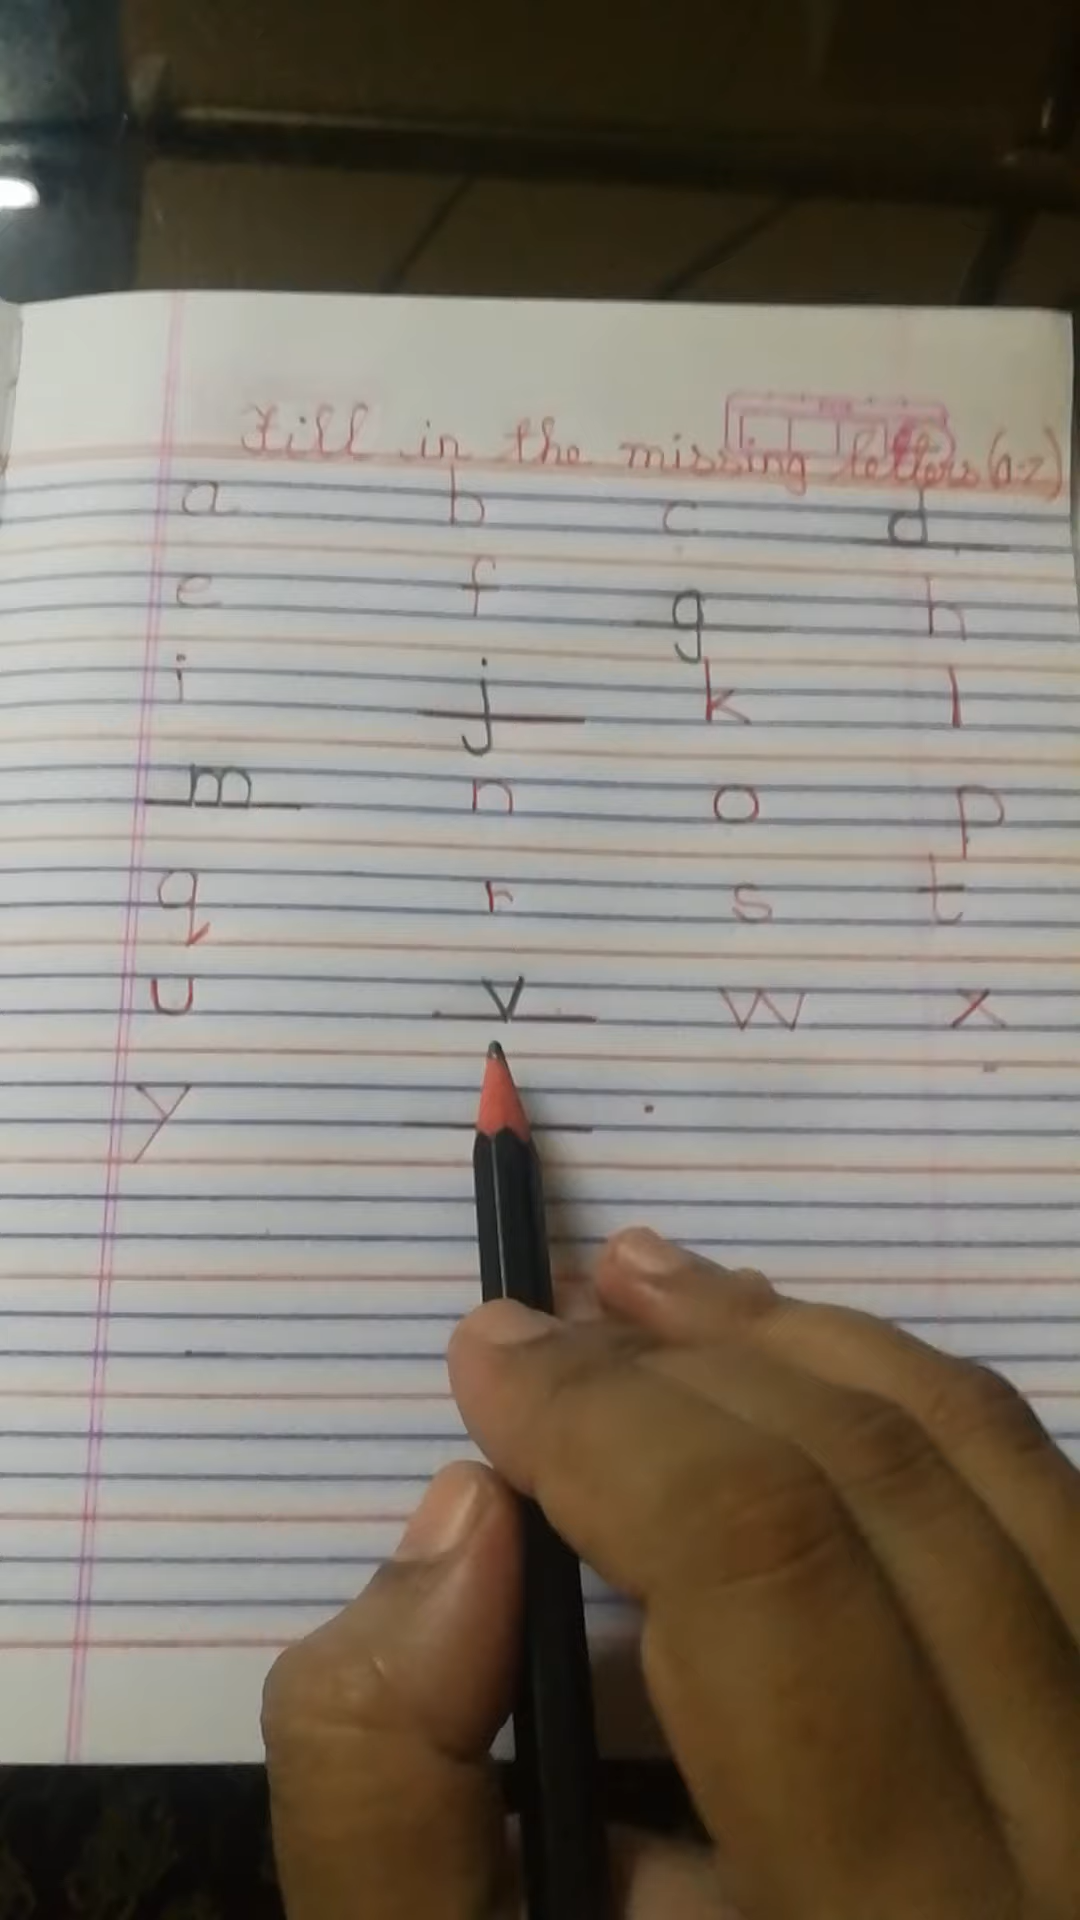 Fill in the missing letters (a-z)
a b c d
e f g h
i j k l
m n o p
q r s t
u v w x
y